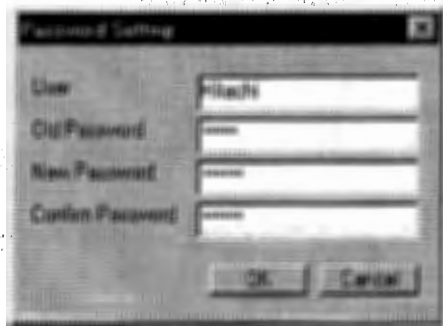 Password Setting
User Hitachi
Old Password ****
New Password *****
Confirm Password *****
OK Cancel